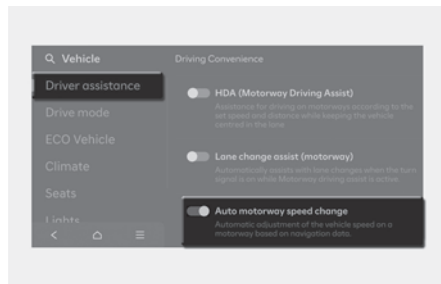 Vehicle
Driving Convenience
Driver assistance
HDA (Motorway Driving Assist)
Assistance for driving on motorways according to the
set speed and distance while keeping the vehicle
centred in the lane
Drive mode
ECO Vehicle
Lane change assist (motorway)
Automatically assists with lane changes when the turn
signal is on while Motorway driving assist is active.
Climate
Seats
Auto motorway speed change
Automatic adjustment of the vehicle speed on a
motorway based on navigation data.
Lights